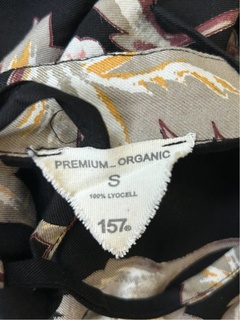 PREMIUM_ORGANIC
S
100% LYOCELL
157®